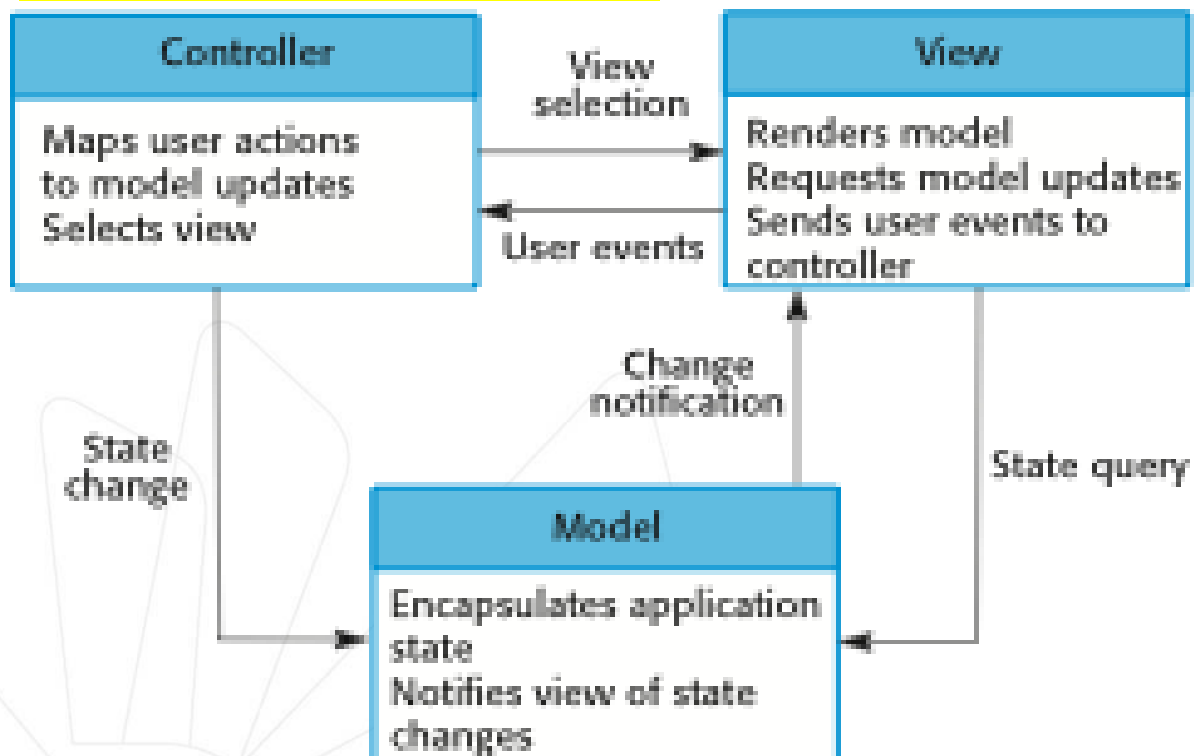 Controller
Maps user actions
to model updates
Selects view
View
selection
User events
View
Renders model
Requests model updates
Sends user events to
controller
State
change
Change
notification
State query
Model
Encapsulates application
state
Notifies view of state
changes